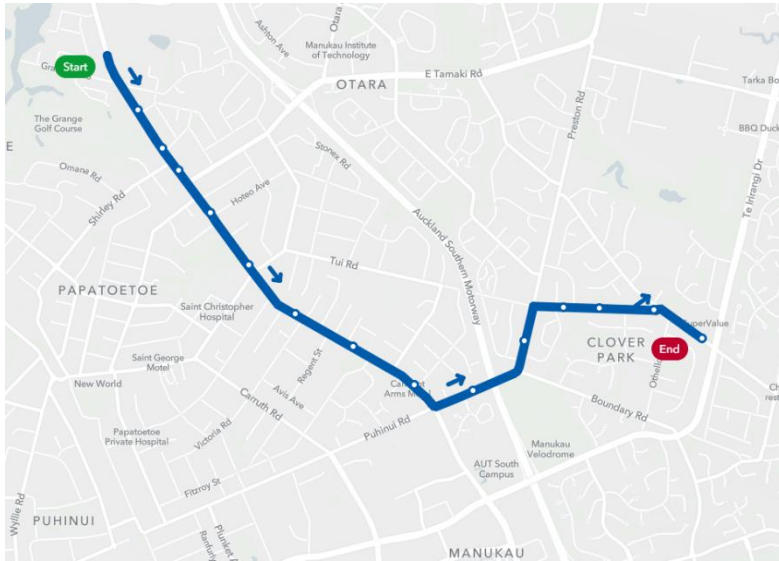 Otara
Ashton Ave
Manukau Institute
of Technology
E Tamaki Rd
OTARA
Start
Tarka Bo
Preston Rd
The Grange
Golf Course
BBQ Duck
Stonex Rd
Omana Rd
Te Irirangi Dr
Hoteo Ave
Shirley Rd
Auckland Southern Motorway
Tui Rd
PAPATOETOE
Saint Christopher
Hospital
SuperValue
CLOVER
PARK
End
Saint George
Motel
Regent St
Othello
New World
Arms Motel
Avis Ave
Carruth Rd
Boundary Rd
Puhinui Rd
Victoria Rd
Papatoetoe
Private Hospital
Manukau
Velodrome
AUT South
Campus
Fitzroy St
Wyllie Rd
PUHINUI
Plunket A
Ranfurly
MANUKAU